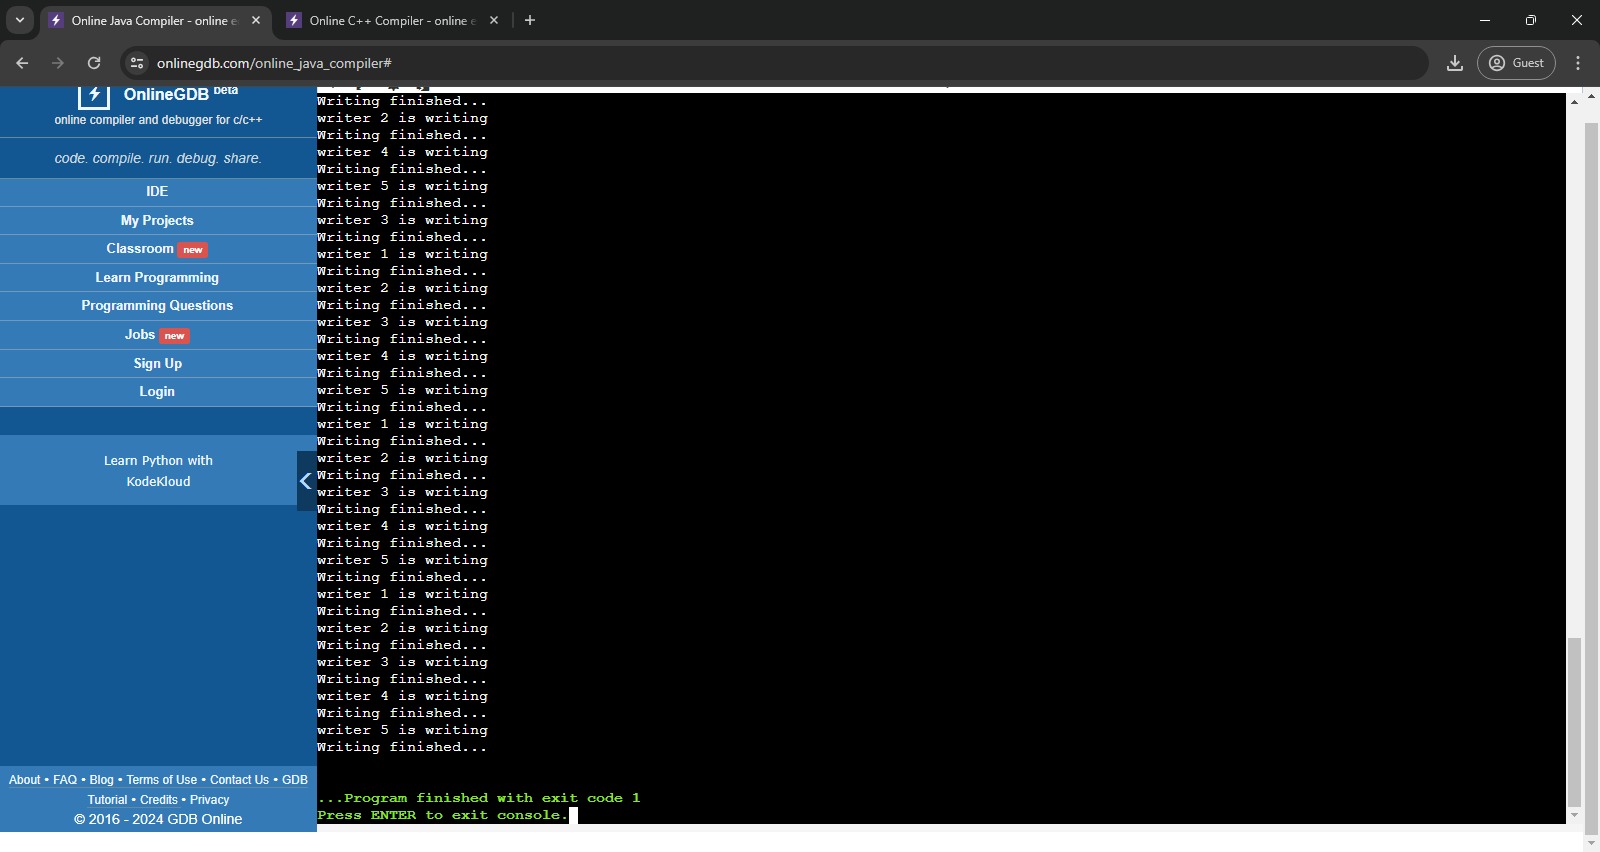 Online Java Compiler - online e
Online C++ Compiler - online e
onlinegdb.com/online_java_compiler#
Guest
OnlineGDB beta
online compiler and debugger for c/c++
code. compile. run. debug. share.
IDE
My Projects
Classroom new
Learn Programming
Programming Questions
Jobs new
Sign Up
Login
Learn Python with
KodeKloud
About • FAQ • Blog • Terms of Use • Contact Us • GDB
Tutorial • Credits • Privacy
© 2016 - 2024 GDB Online
Writing finished...
writer 2 is writing
Writing finished...
writer 4 is writing
Writing finished...
writer 5 is writing
Writing finished...
writer 3 is writing
Writing finished...
writer 1 is writing
Writing finished...
writer 2 is writing
Writing finished...
writer 3 is writing
Writing finished...
writer 4 is writing
Writing finished...
writer 5 is writing
Writing finished...
writer 1 is writing
Writing finished...
writer 2 is writing
Writing finished...
writer 3 is writing
Writing finished...
writer 4 is writing
Writing finished...
writer 5 is writing
Writing finished...
writer 1 is writing
Writing finished...
writer 2 is writing
Writing finished...
writer 3 is writing
Writing finished...
writer 4 is writing
Writing finished...
writer 5 is writing
Writing finished...
...Program finished with exit code 1
Press ENTER to exit console.